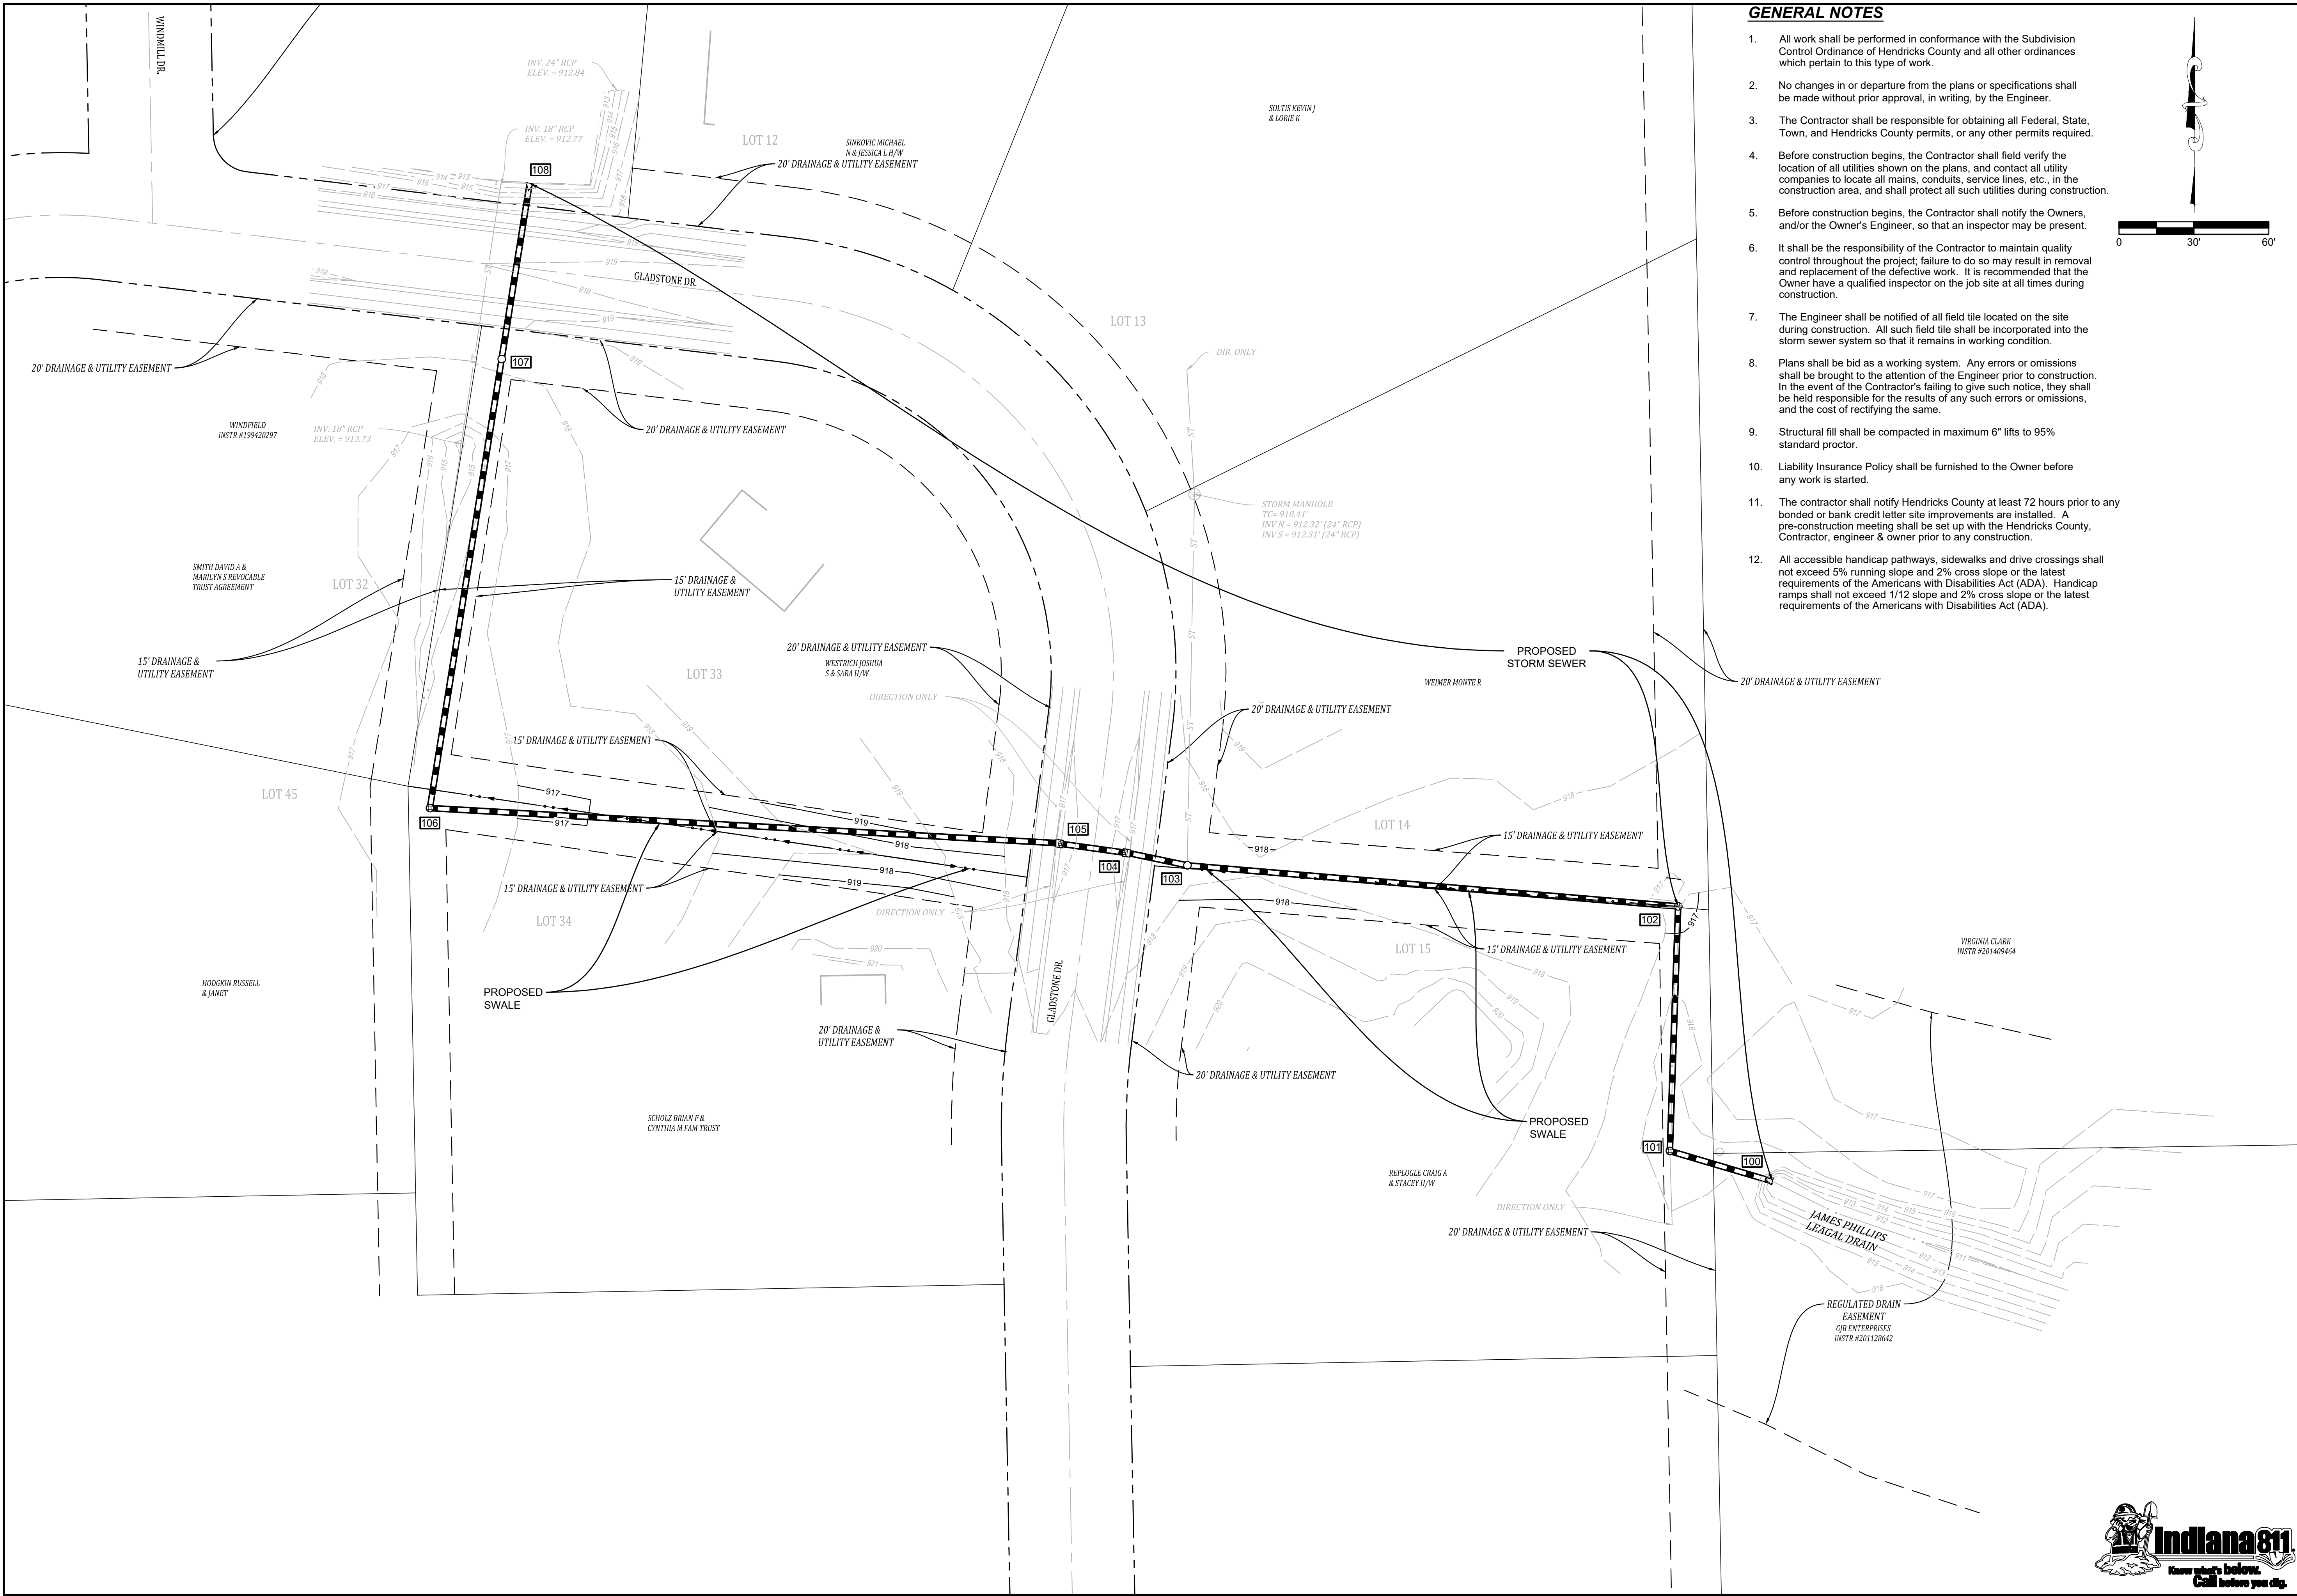 GENERAL NOTES
1. All work shall be performed in conformance with the Subdivision
Control Ordinance of Hendricks County and all other ordinances
which pertain to this type of work.
2. No changes in or departure from the plans or specifications shall
be made without prior approval, in writing, by the Engineer.
3. The Contractor shall be responsible for obtaining all Federal, State,
Town, and Hendricks County permits, or any other permits required.
4. Before construction begins, the Contractor shall field verify the
location of all utilities shown on the plans, and contact all utility
companies to locate all mains, conduits, service lines, etc., in the
construction area, and shall protect all such utilities during construction.
5. Before construction begins, the Contractor shall notify the Owners,
and/or the Owner's Engineer, so that an inspector may be present.
6. It shall be the responsibility of the Contractor to maintain quality
control throughout the project; failure to do so may result in removal
and replacement of the defective work. It is recommended that the
Owner have a qualified inspector on the job site at all times during
construction.
7. The Engineer shall be notified of all field tile located on the site
during construction. All such field tile shall be incorporated into the
storm sewer system so that it remains in working condition.
8. Plans shall be bid as a working system. Any errors or omissions
shall be brought to the attention of the Engineer prior to construction.
In the event of the Contractor's failing to give such notice, they shall
be held responsible for the results of any such errors or omissions,
and the cost of rectifying the same.
9. Structural fill shall be compacted in maximum 6" lifts to 95%
standard proctor.
10. Liability Insurance Policy shall be furnished to the Owner before
any work is started.
11. The contractor shall notify Hendricks County at least 72 hours prior to any
bonded or bank credit letter site improvements are installed. A
pre-construction meeting shall be set up with the Hendricks County,
Contractor, engineer & owner prior to any construction.
12. All accessible handicap pathways, sidewalks and drive crossings shall
not exceed 5% running slope and 2% cross slope or the latest
requirements of the Americans with Disabilities Act (ADA). Handicap
ramps shall not exceed 1/12 slope and 2% cross slope or the latest
requirements of the Americans with Disabilities Act (ADA).
0 30' 60'
WINDMILL DR.
INV. 24" RCP
ELEV. = 912.84
INV. 18" RCP
ELEV. = 912.77
LOT 12
SINKOVIC MICHAEL
N & JESSICA L H/W
20' DRAINAGE & UTILITY EASEMENT
SOLTIS KEVIN J
& LORIE K
108
GLADSTONE DR.
LOT 13
DIR. ONLY
107
20' DRAINAGE & UTILITY EASEMENT
WINDFIELD
INSTR #199420297
INV. 18" RCP
ELEV. = 913.73
20' DRAINAGE & UTILITY EASEMENT
STORM MANHOLE
TC= 918.41'
INV N = 912.32' (24" RCP)
INV S = 912.31' (24" RCP)
SMITH DAVID A &
MARILYN S REVOCABLE
TRUST AGREEMENT
LOT 32
15' DRAINAGE &
UTILITY EASEMENT
15' DRAINAGE &
UTILITY EASEMENT
LOT 33
20' DRAINAGE & UTILITY EASEMENT
WESTRICH JOSHUA
S & SARA H/W
DIRECTION ONLY
PROPOSED
STORM SEWER
WEIMER MONTE R
20' DRAINAGE & UTILITY EASEMENT
20' DRAINAGE & UTILITY EASEMENT
15' DRAINAGE & UTILITY EASEMENT
LOT 45
106
917
917
919
918
918
919
105
104
103
918
918
LOT 14
15' DRAINAGE & UTILITY EASEMENT
15' DRAINAGE & UTILITY EASEMENT
LOT 34
DIRECTION ONLY
102
917
LOT 15
15' DRAINAGE & UTILITY EASEMENT
VIRGINIA CLARK
INSTR #201409464
HODGKIN RUSSELL
& JANET
PROPOSED
SWALE
920
921
GLADSTONE DR.
20' DRAINAGE &
UTILITY EASEMENT
20' DRAINAGE & UTILITY EASEMENT
SCHOLZ BRIAN F &
CYNTHIA M FAM TRUST
PROPOSED
SWALE
101
100
REPLOGLE CRAIG A
& STACEY H/W
DIRECTION ONLY
20' DRAINAGE & UTILITY EASEMENT
JAMES PHILLIPS
LEAGAL DRAIN
REGULATED DRAIN
EASEMENT
GJB ENTERPRISES
INSTR #201128642
Indiana 811
Know what's below.
Call before you dig.